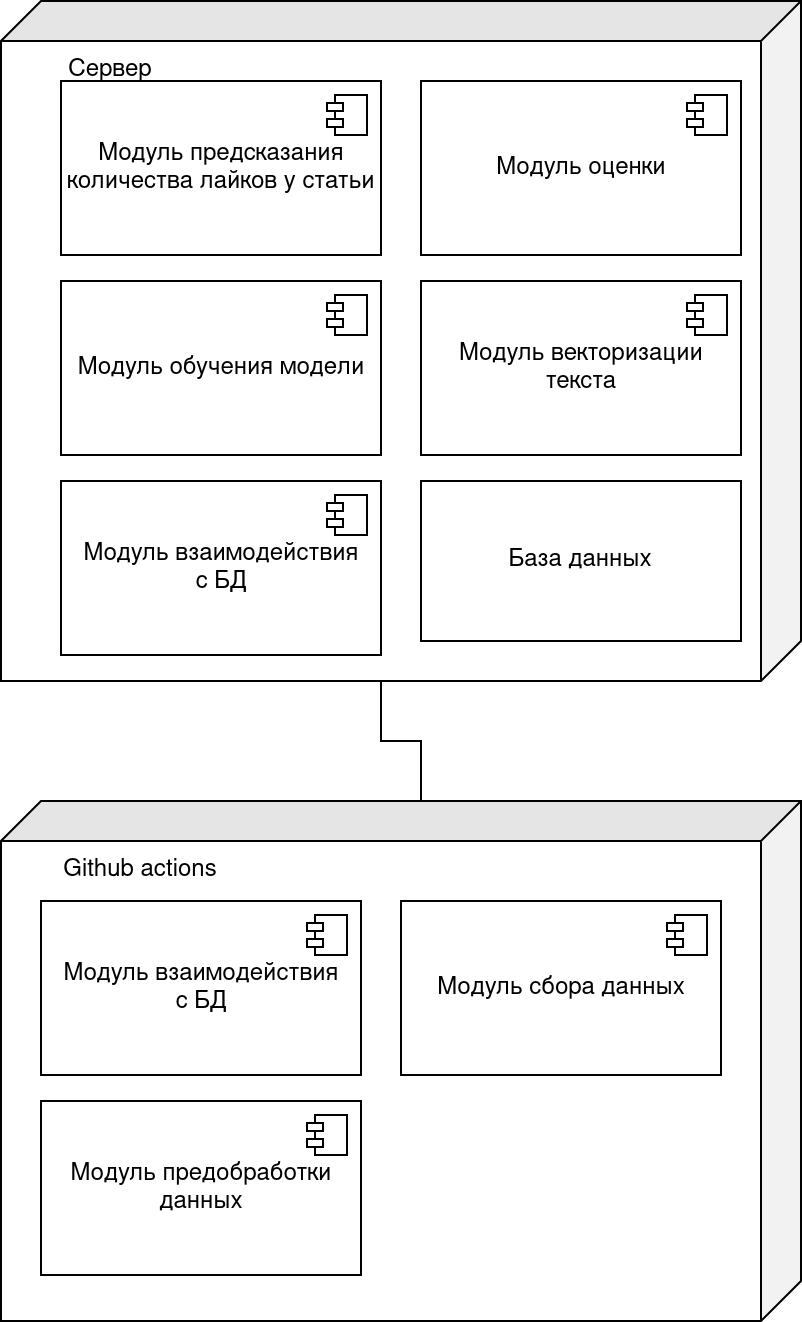 Сервер
Модуль предсказания
количества лайков у статьи
Модуль оценки
Модуль обучения модели
Модуль векторизации
текста
Модуль взаимодействия
с БД
База данных
Github actions
Модуль взаимодействия
с БД
Модуль сбора данных
Модуль предобработки
данных